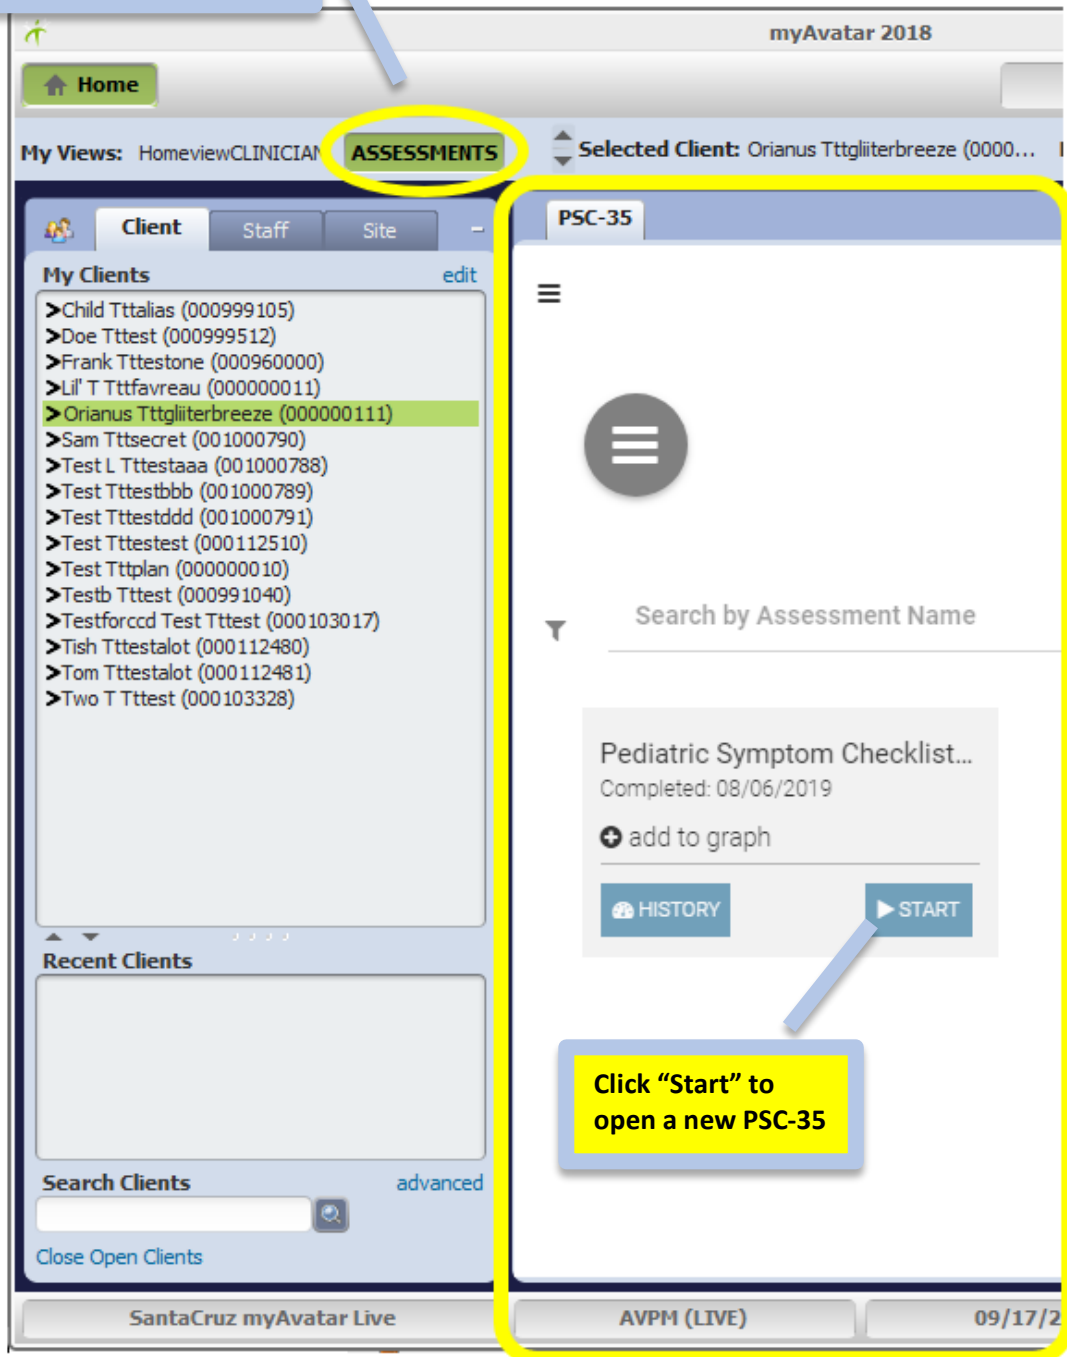 myAvatar 2018
Home
My Views: HomeviewCLINICIAN ASSESSMENTS Selected Client: Orianus Tttgliiterbreeze (0000...
Client Staff Site
PSC-35
My Clients edit
>Child Tttalias (000999105)
>Doe Tttest (000999512)
>Frank Tttestone (000960000)
>Lil' T Tttfavreau (000000011)
>Orianus Tttgliiterbreeze (000000111)
>Sam Tttsecret (001000790)
>Test L Tttestaaa (001000788)
>Test Tttestbbb (001000789)
>Test Tttestddd (001000791)
>Test Tttestest (000112510)
>Test Tttplan (000000010)
>Testb Tttest (000991040)
>Testforccd Test Tttest (000103017)
>Tish Tttestalot (000112480)
>Tom Tttestalot (000112481)
>Two T Tttest (000103328)
Recent Clients
Search Clients advanced
Close Open Clients
Search by Assessment Name
Pediatric Symptom Checklist...
Completed: 08/06/2019
add to graph
HISTORY START
Click “Start” to
open a new PSC-35
SantaCruz myAvatar Live AVPM (LIVE) 09/17/2